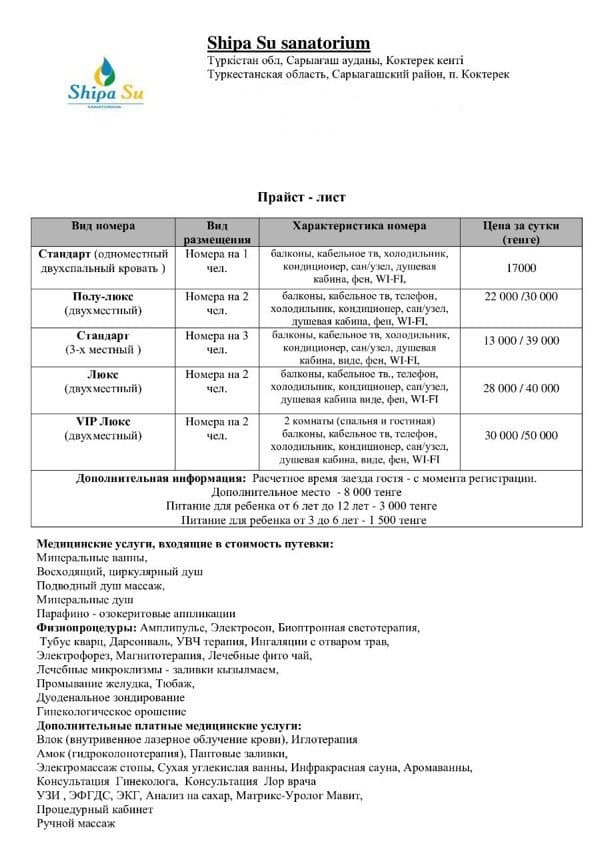 Shipa Su sanatorium
Түркістан обл, Сарыағаш ауданы, Коктерек кенті
Туркестанская область, Сарыагашский район, п. Коктерек
Shipa Su
SANATORIUM
Прайст - лист
Вид номера
Вид
размещения
Характеристика номера
Цена за сутки
(тенге)
Стандарт (одноместный
двухспальный кровать )
Номера на 1
чел.
балконы, кабельное тв, холодильник,
кондиционер, сан/узел, душевая
кабина, фен, WI-FI,
17000
Полу-люкс
(двухместный)
Номера на 2
чел.
балконы, кабельное тв, телефон,
холодильник, кондиционер, сан/узел,
душевая кабина, фен, WI-FI,
22 000 /30 000
Стандарт
(3-х местный )
Номера на 3
чел.
балконы, кабельное тв, холодильник,
кондиционер, сан/узел, душевая
кабина, виде, фен, WI-FI,
13 000 / 39 000
Люкс
(двухместный)
Номера на 2
чел.
балконы, кабельное тв., телефон,
холодильник, кондиционер, сан/узел,
душевая кабина виде, фен, WI-FI
28 000 / 40 000
VIP Люкс
(двухместный)
Номера на 2
чел.
2 комнаты (спальня и гостиная)
балконы, кабельное тв, телефон,
холодильник, кондиционер, сан/узел,
душевая кабина, виде, фен, WI-FI
30 000 /50 000
Дополнительная информация: Расчетное время заезда гостя - с момента регистрации.
Дополнительное место - 8 000 тенге
Питание для ребенка от 6 лет до 12 лет - 3 000 тенге
Питание для ребенка от 3 до 6 лет - 1 500 тенге
Медицинские услуги, входящие в стоимость путевки:
Минеральные ванны,
Восходящий, циркулярный душ
Подводный душ массаж,
Минеральные душ
Парафино - озокеритовые аппликации
Физиопроцедуры: Амплипульс, Электросон, Биоптронная светотерапия,
Тубус кварц, Дарсонваль, УВЧ терапия, Ингаляции с отваром трав,
Электрофорез, Магнитотерапия, Лечебные фито чай,
Лечебные микроклизмы - заливки кызылмаем,
Промывание желудка, Тюбаж,
Дуоденальное зондирование
Гинекологическое орошение
Дополнительные платные медицинские услуги:
Влок (внутривенное лазерное облучение крови), Иглотерапия
Амок (гидроколонотерапия), Пантовые заливки,
Электромассаж стопы, Сухая углекислая ванны, Инфракрасная сауна, Аромаванны,
Консультация Гинеколога, Консультация Лор врача
УЗИ , ЭФГДС, ЭКГ, Анализ на сахар, Матрикс-Уролог Мавит,
Процедурный кабинет
Ручной массаж